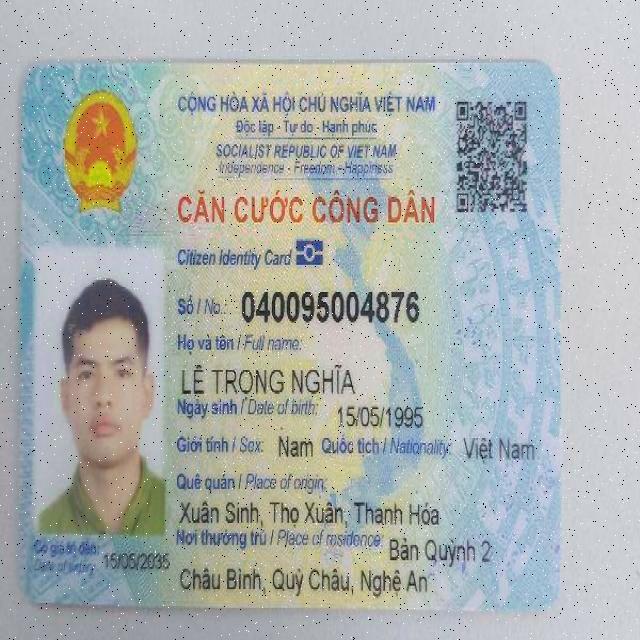 CỘNG HÒA XÃ HỘI CHỦ NGHĨA VIỆT NAM
Độc lập - Tự do - Hạnh phúc
SOCIALIST REPUBLIC OF VIET NAM
Independence - Freedom - Happiness
CĂN CƯỚC CÔNG DÂN
Citizen Identity Card
Số / No.: 040095004876
Họ và tên / Full name:
LÊ TRỌNG NGHĨA
Ngày sinh / Date of birth: 15/05/1995
Giới tính / Sex: Nam Quốc tịch / Nationality: Việt Nam
Quê quán / Place of origin:
Xuân Sinh, Thọ Xuân, Thanh Hóa
Nơi thường trú / Place of residence: Bản Quỳnh 2
Châu Bình, Quỳ Châu, Nghệ An
Có giá trị đến: 15/05/2035
Date of expiry